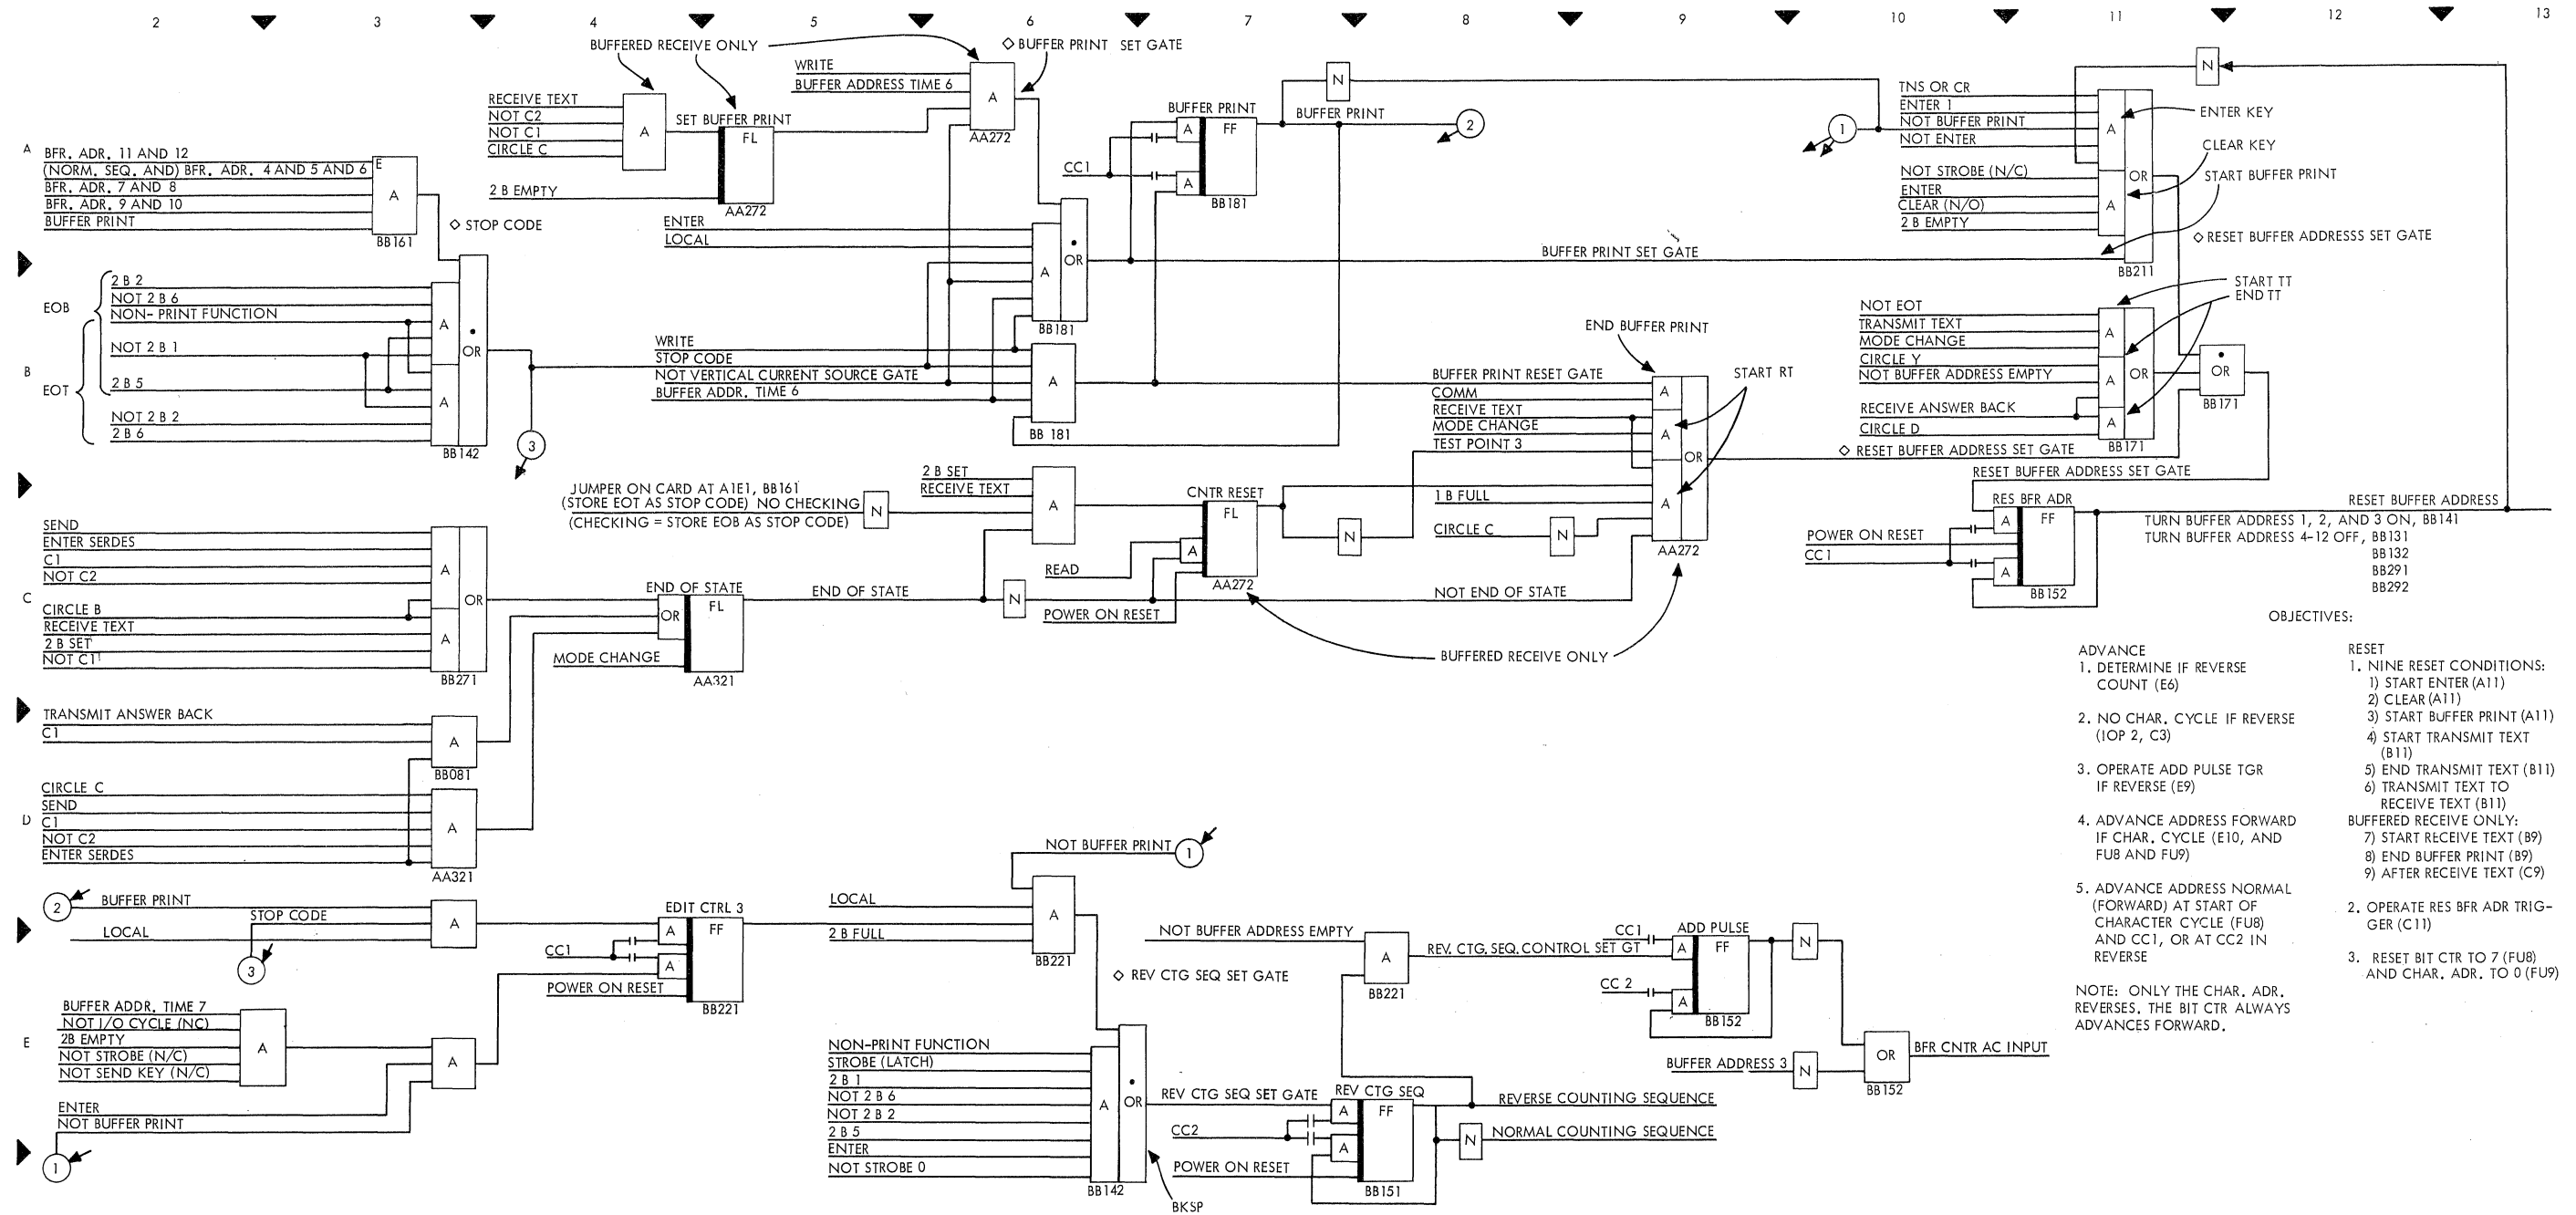 2 3 4 5 6 7 8 9 10 11 12 13
A
B
C
D
E
BUFFERED RECEIVE ONLY
◇ BUFFER PRINT SET GATE
WRITE
BUFFER ADDRESS TIME 6
A
AA272
RECEIVE TEXT
NOT C2
NOT C1
CIRCLE C
A
SET BUFFER PRINT
FL
2 B EMPTY
AA272
BFR. ADR. 11 AND 12
(NORM. SEQ. AND) BFR. ADR. 4 AND 5 AND 6
BFR. ADR. 7 AND 8
BFR. ADR. 9 AND 10
BUFFER PRINT
E
A
BB161
◇ STOP CODE
BUFFER PRINT
A
FF
A
CC1
BB181
N
BUFFER PRINT
2
1
N
TNS OR CR
ENTER 1
NOT BUFFER PRINT
NOT ENTER
A
ENTER KEY
CLEAR KEY
START BUFFER PRINT
NOT STROBE (N/C)
ENTER
CLEAR (N/O)
2 B EMPTY
A
OR
BB211
◇ RESET BUFFER ADDRESSS SET GATE
ENTER
LOCAL
A
OR
BB181
BUFFER PRINT SET GATE
EOB
EOT
2 B 2
NOT 2 B 6
NON- PRINT FUNCTION
NOT 2 B 1
2 B 5
NOT 2 B 2
2 B 6
A
A
OR
BB142
3
WRITE
STOP CODE
NOT VERTICAL CURRENT SOURCE GATE
BUFFER ADDR. TIME 6
A
BB 181
END BUFFER PRINT
START RT
BUFFER PRINT RESET GATE
COMM
RECEIVE TEXT
MODE CHANGE
TEST POINT 3
1 B FULL
CIRCLE C
N
NOT END OF STATE
A
A
A
OR
AA272
START TT
END TT
NOT EOT
TRANSMIT TEXT
MODE CHANGE
CIRCLE Y
NOT BUFFER ADDRESS EMPTY
RECEIVE ANSWER BACK
CIRCLE D
A
A
A
OR
BB171
OR
BB171
◇ RESET BUFFER ADDRESS SET GATE
RESET BUFFER ADDRESS SET GATE
RES BFR ADR
A
FF
A
POWER ON RESET
CC1
BB152
RESET BUFFER ADDRESS
TURN BUFFER ADDRESS 1, 2, AND 3 ON, BB141
TURN BUFFER ADDRESS 4-12 OFF, BB131
BB132
BB291
BB292
JUMPER ON CARD AT A1E1, BB161
(STORE EOT AS STOP CODE) NO CHECKING
(CHECKING = STORE EOB AS STOP CODE)
N
2 B SET
RECEIVE TEXT
A
CNTR RESET
FL
A
READ
POWER ON RESET
AA272
N
BUFFERED RECEIVE ONLY
SEND
ENTER SERDES
C1
NOT C2
CIRCLE B
RECEIVE TEXT
2 B SET
NOT C1
A
A
OR
BB271
END OF STATE
OR
FL
MODE CHANGE
AA321
END OF STATE
N
TRANSMIT ANSWER BACK
C1
A
BB081
CIRCLE C
SEND
C1
NOT C2
ENTER SERDES
A
AA321
2
BUFFER PRINT
STOP CODE
LOCAL
3
A
EDIT CTRL 3
A
FF
A
CC1
POWER ON RESET
BB221
BUFFER ADDR. TIME 7
NOT I/O CYCLE (NC)
2B EMPTY
NOT STROBE (N/C)
NOT SEND KEY (N/C)
A
A
ENTER
NOT BUFFER PRINT
1
NOT BUFFER PRINT
1
LOCAL
2 B FULL
A
BB221
◇ REV CTG SEQ SET GATE
NON-PRINT FUNCTION
STROBE (LATCH)
2 B 1
NOT 2 B 6
NOT 2 B 2
2 B 5
ENTER
NOT STROBE 0
A
OR
BB142
BKSP
REV CTG SEQ SET GATE
REV CTG SEQ
A
FF
A
CC2
POWER ON RESET
BB151
REVERSE COUNTING SEQUENCE
N
NORMAL COUNTING SEQUENCE
NOT BUFFER ADDRESS EMPTY
A
BB221
REV. CTG. SEQ. CONTROL SET GT
CC1
ADD PULSE
A
FF
CC 2
A
BB152
N
BUFFER ADDRESS 3
N
OR
BB152
BFR CNTR AC INPUT
OBJECTIVES:
ADVANCE
1. DETERMINE IF REVERSE
COUNT (E6)
2. NO CHAR. CYCLE IF REVERSE
(IOP 2, C3)
3. OPERATE ADD PULSE TGR
IF REVERSE (E9)
4. ADVANCE ADDRESS FORWARD
IF CHAR. CYCLE (E10, AND
FU8 AND FU9)
5. ADVANCE ADDRESS NORMAL
(FORWARD) AT START OF
CHARACTER CYCLE (FU8)
AND CC1, OR AT CC2 IN
REVERSE
NOTE: ONLY THE CHAR. ADR.
REVERSES. THE BIT CTR ALWAYS
ADVANCES FORWARD.
RESET
1. NINE RESET CONDITIONS:
1) START ENTER (A11)
2) CLEAR (A11)
3) START BUFFER PRINT (A11)
4) START TRANSMIT TEXT
(B11)
5) END TRANSMIT TEXT (B11)
6) TRANSMIT TEXT TO
RECEIVE TEXT (B11)
BUFFERED RECEIVE ONLY:
7) START RECEIVE TEXT (B9)
8) END BUFFER PRINT (B9)
9) AFTER RECEIVE TEXT (C9)
2. OPERATE RES BFR ADR TRIG-
GER (C11)
3. RESET BIT CTR TO 7 (FU8)
AND CHAR. ADR. TO 0 (FU9)